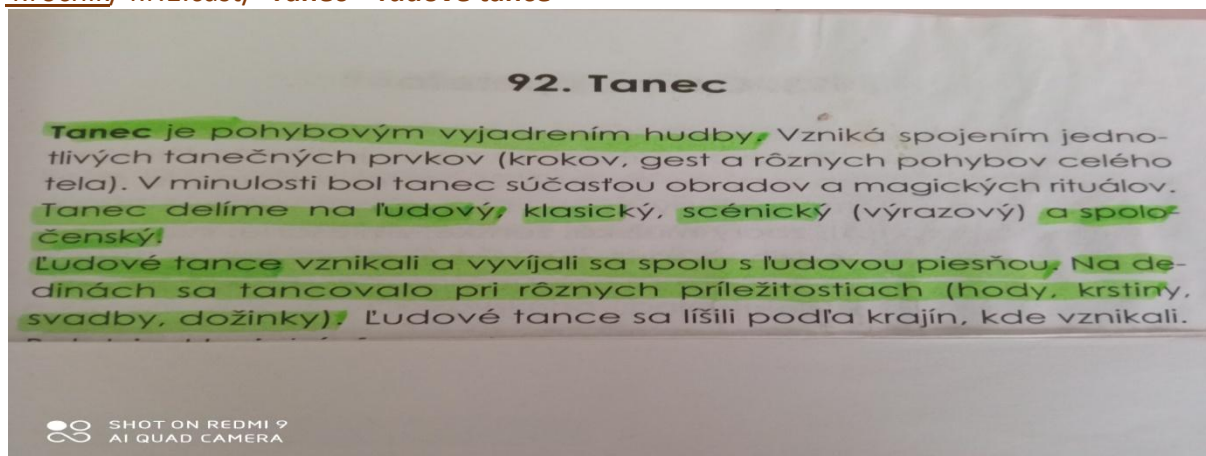 Tanec - ľudové tance
92. Tanec
Tanec je pohybovým vyjadrením hudby. Vzniká spojením jedno-
tlivých tanečných prvkov (krokov, gest a rôznych pohybov celého
tela). V minulosti bol tanec súčasťou obradov a magických rituálov.
Tanec delíme na ľudový, klasický, scénický (výrazový) a spolo-
čenský.
Ľudové tance vznikali a vyvíjali sa spolu s ľudovou piesňou. Na de-
dinách sa tancovalo pri rôznych príležitostiach (hody, krstiny,
svadby, dožinky). Ľudové tance sa líšili podľa krajín, kde vznikali.
SHOT ON REDMI 9
AI QUAD CAMERA